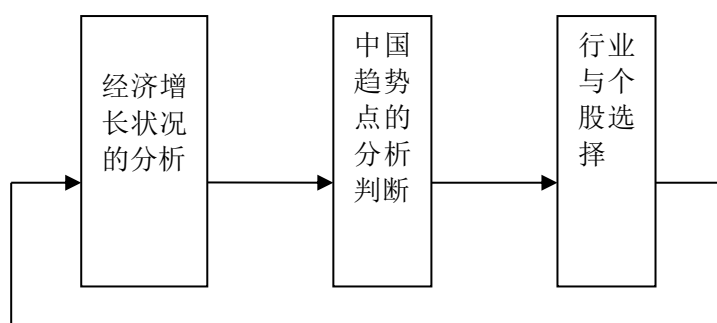 经济增
长状况
的分析
中国
趋势
点的
分析
判断
行业
与个
股选
择